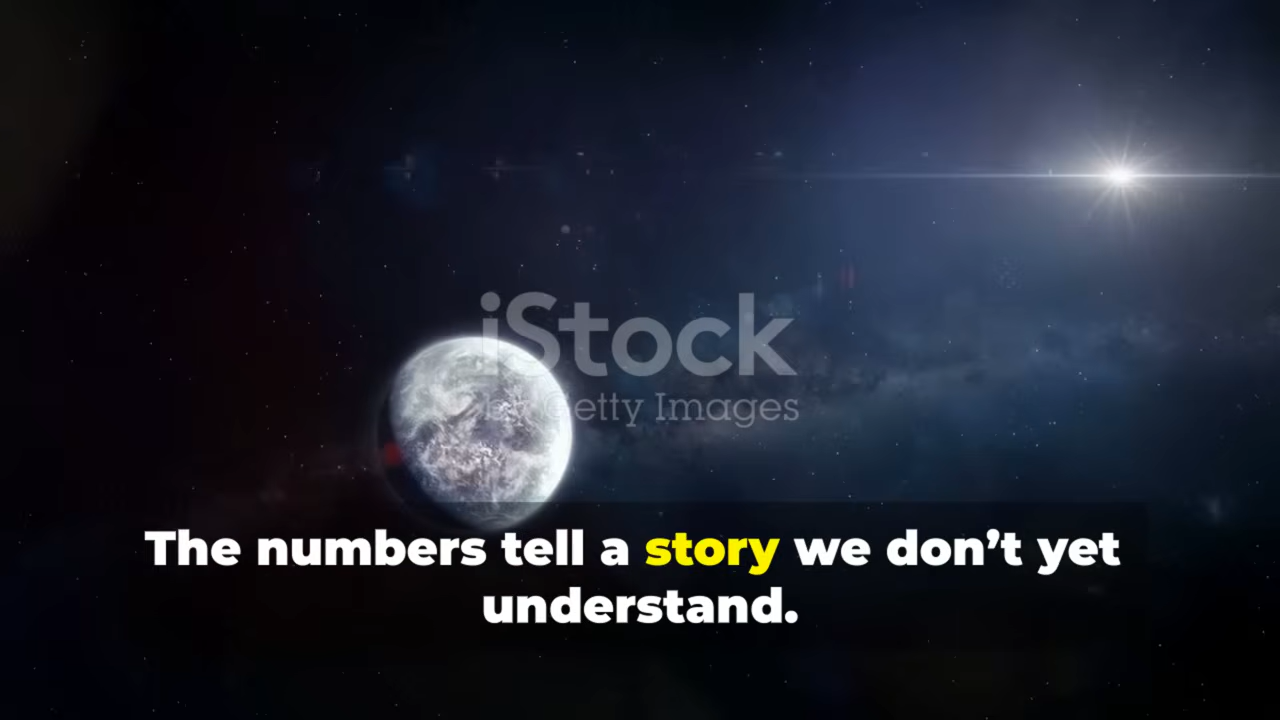 iStock
by Getty Images
The numbers tell a story we don’t yet
understand.